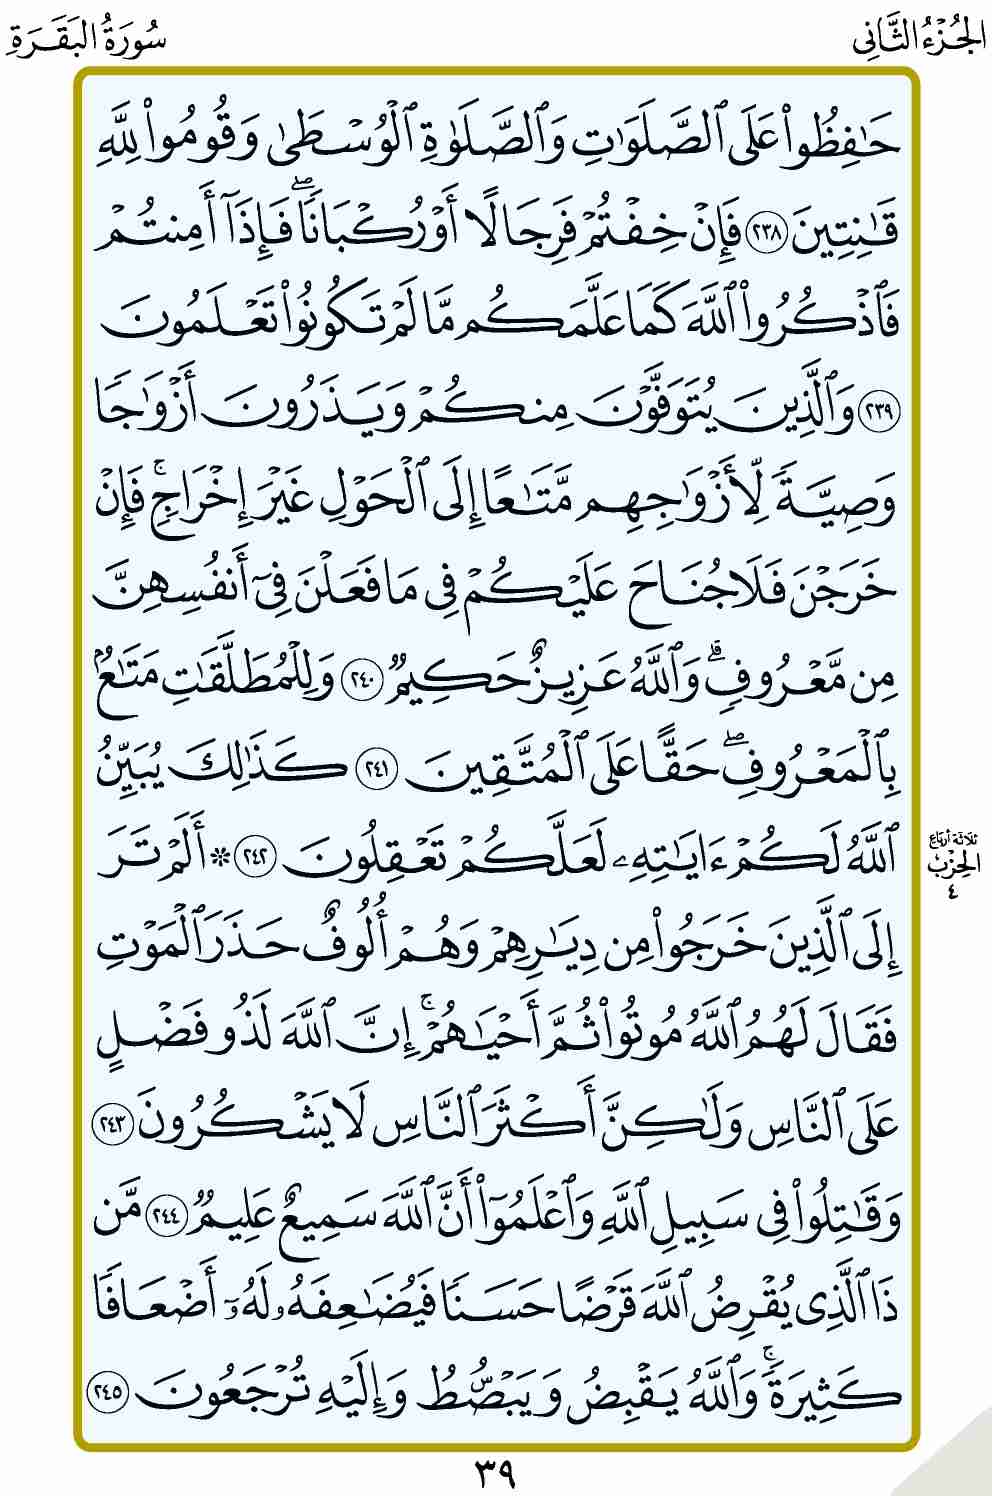 الجُزْءُ الثَّانِي
سُورَةُ البَقَرَةِ
حَٰفِظُوا۟ عَلَى ٱلصَّلَوَٰتِ وَٱلصَّلَوٰةِ ٱلْوُسْطَىٰ وَقُومُوا۟ لِلَّهِ
قَٰنِتِينَ ٢٣٨ فَإِنْ خِفْتُمْ فَرِجَالًا أَوْ رُكْبَانًا ۖ فَإِذَآ أَمِنتُمْ
فَٱذْكُرُوا۟ ٱللَّهَ كَمَا عَلَّمَكُم مَّا لَمْ تَكُونُوا۟ تَعْلَمُونَ
٢٣٩ وَٱلَّذِينَ يُتَوَفَّوْنَ مِنكُمْ وَيَذَرُونَ أَزْوَٰجًا
وَصِيَّةً لِّأَزْوَٰجِهِم مَّتَٰعًا إِلَى ٱلْحَوْلِ غَيْرَ إِخْرَاجٍ ۚ فَإِنْ
خَرَجْنَ فَلَا جُنَاحَ عَلَيْكُمْ فِى مَا فَعَلْنَ فِىٓ أَنفُسِهِنَّ
مِن مَّعْرُوفٍ ۗ وَٱللَّهُ عَزِيزٌ حَكِيمٌ ٢٤٠ وَلِلْمُطَلَّقَٰتِ مَتَٰعٌۢ
بِٱلْمَعْرُوفِ ۖ حَقًّا عَلَى ٱلْمُتَّقِينَ ٢٤١ كَذَٰلِكَ يُبَيِّنُ
ٱللَّهُ لَكُمْ ءَايَٰتِهِۦ لَعَلَّكُمْ تَعْقِلُونَ ٢٤٢ ۞ أَلَمْ تَرَ
ثلاثة أرباع
الحِزْب
٤
إِلَى ٱلَّذِينَ خَرَجُوا۟ مِن دِيَٰرِهِمْ وَهُمْ أُلُوفٌ حَذَرَ ٱلْمَوْتِ
فَقَالَ لَهُمُ ٱللَّهُ مُوتُوا۟ ثُمَّ أَحْيَٰهُمْ ۚ إِنَّ ٱللَّهَ لَذُو فَضْلٍ
عَلَى ٱلنَّاسِ وَلَٰكِنَّ أَكْثَرَ ٱلنَّاسِ لَا يَشْكُرُونَ ٢٤٣
وَقَٰتِلُوا۟ فِى سَبِيلِ ٱللَّهِ وَٱعْلَمُوٓا۟ أَنَّ ٱللَّهَ سَمِيعٌ عَلِيمٌ ٢٤٤ مَّن
ذَا ٱلَّذِى يُقْرِضُ ٱللَّهَ قَرْضًا حَسَنًا فَيُضَٰعِفَهُۥ لَهُۥٓ أَضْعَافًا
كَثِيرَةً ۚ وَٱللَّهُ يَقْبِضُ وَيَبْصُۜطُ وَإِلَيْهِ تُرْجَعُونَ ٢٤٥
٣٩